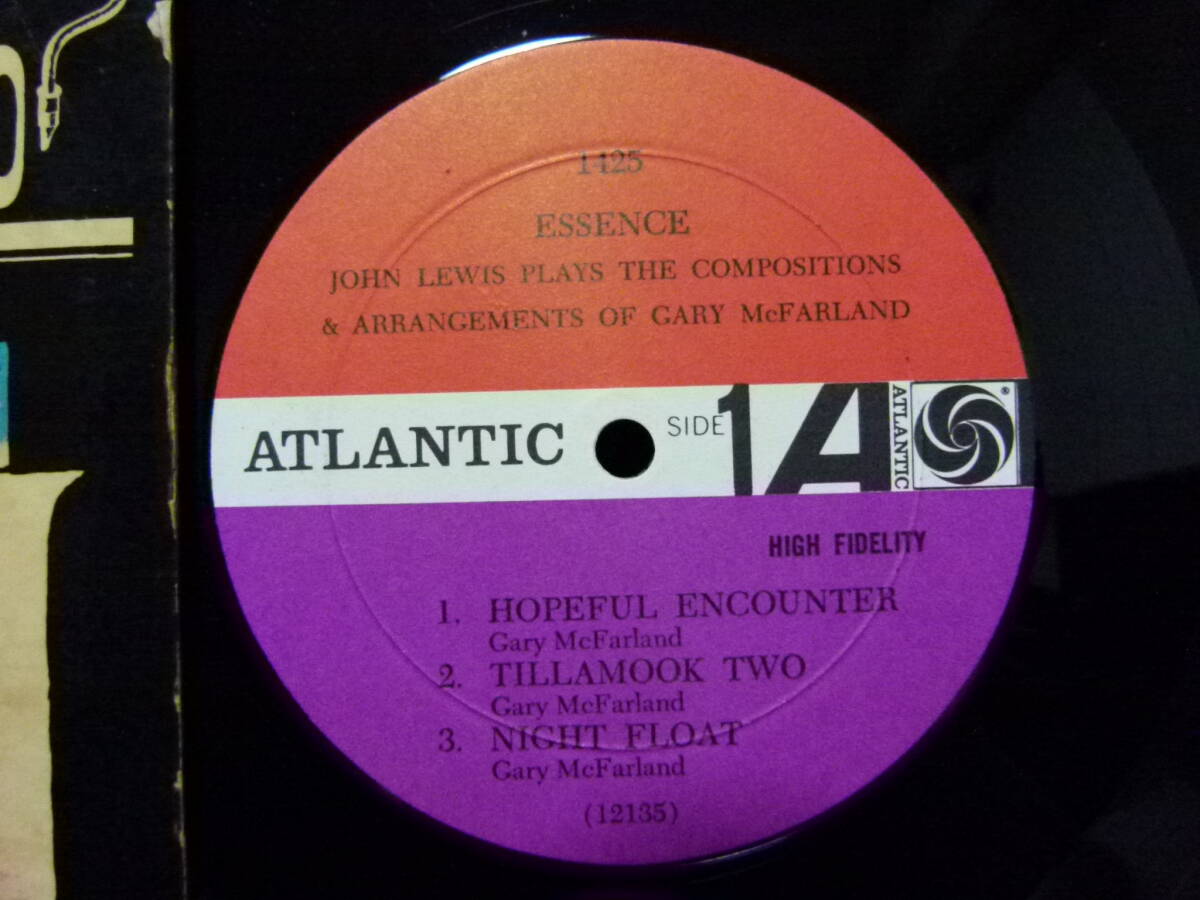 1425
ESSENCE
JOHN LEWIS PLAYS THE COMPOSITIONS
& ARRANGEMENTS OF GARY McFARLAND
ATLANTIC
SIDE 1
A
ATLANTIC
®
HIGH FIDELITY
1. HOPEFUL ENCOUNTER
Gary McFarland
2. TILLAMOOK TWO
Gary McFarland
3. NIGHT FLOAT
Gary McFarland
(12135)